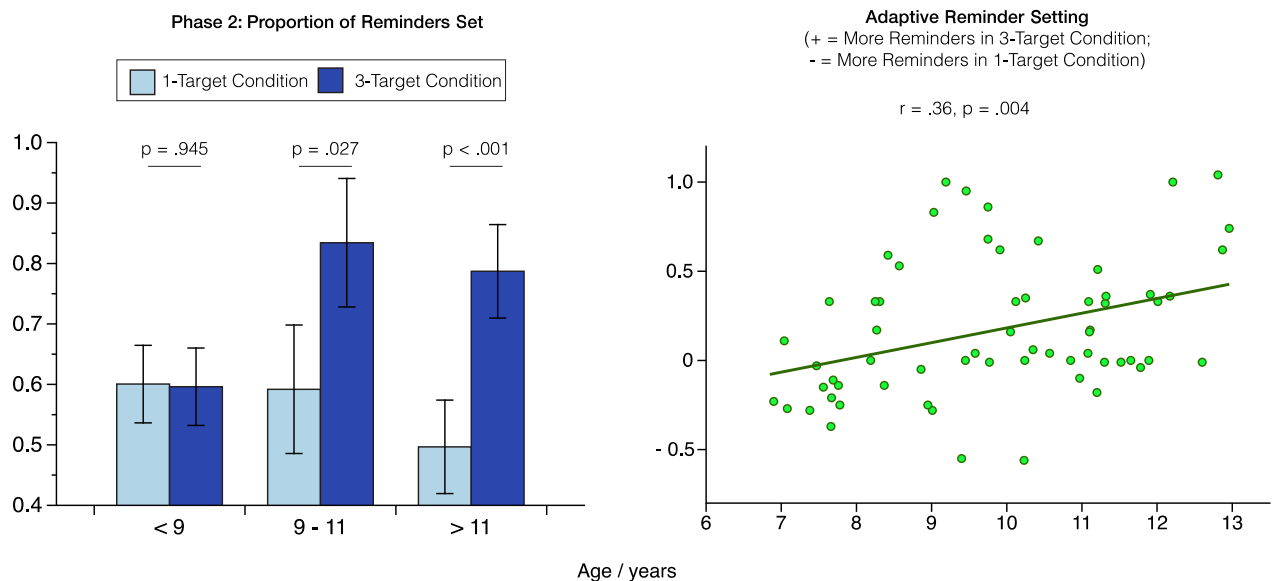 Phase 2: Proportion of Reminders Set
1-Target Condition 3-Target Condition
p = .945 p = .027 p < .001
1.0
0.9
0.8
0.7
0.6
0.5
0.4
< 9 9 - 11 > 11
Adaptive Reminder Setting
(+ = More Reminders in 3-Target Condition;
- = More Reminders in 1-Target Condition)
r = .36, p = .004
1.0
0.5
0
- 0.5
6 7 8 9 10 11 12 13
Age / years